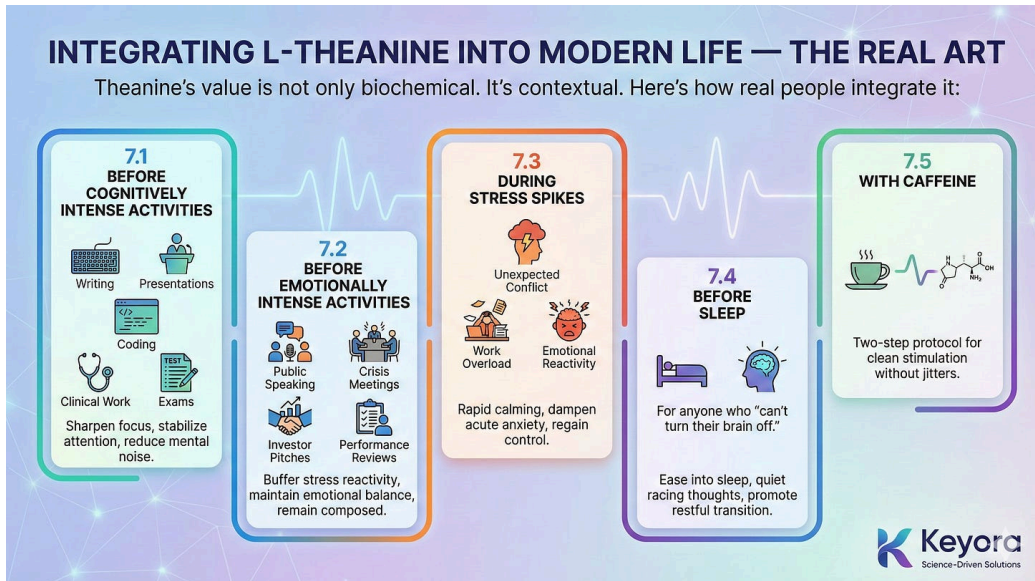 INTEGRATING L-THEANINE INTO MODERN LIFE — THE REAL ART
Theanine's value is not only biochemical. It's contextual. Here's how real people integrate it:
7.1
BEFORE
COGNITIVELY
INTENSE ACTIVITIES
Writing
Presentations
Coding
TEST
Clinical Work
Exams
Sharpen focus, stabilize
attention, reduce mental
noise.
7.2
BEFORE
EMOTIONALLY
INTENSE ACTIVITIES
Public
Speaking
Crisis
Meetings
Investor
Pitches
Performance
Reviews
Buffer stress reactivity,
maintain emotional balance,
remain composed.
7.3
DURING
STRESS SPIKES
Unexpected
Conflict
Work
Overload
Emotional
Reactivity
Rapid calming, dampen
acute anxiety, regain
control.
7.4
BEFORE
SLEEP
For anyone who "can't
turn their brain off."
Ease into sleep, quiet
racing thoughts, promote
restful transition.
7.5
WITH CAFFEINE
Two-step protocol for
clean stimulation
without jitters.
Keyora
Science-Driven Solutions